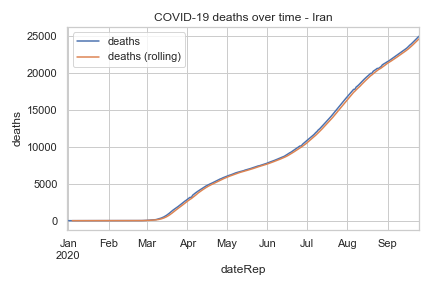 COVID-19 deaths over time - Iran
deaths
deaths (rolling)
25000
20000
15000
10000
5000
0
deaths
Jan Feb Mar Apr May Jun Jul Aug Sep
2020
dateRep